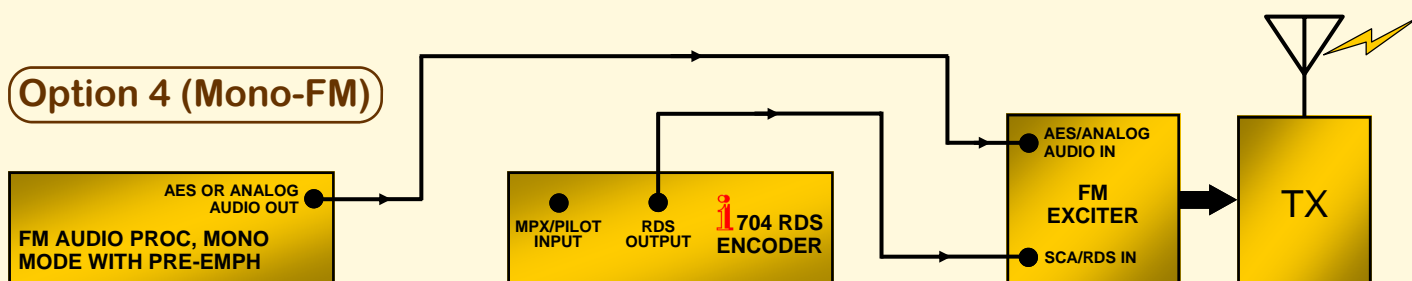 Option 4 (Mono-FM)
AES OR ANALOG
AUDIO OUT
FM AUDIO PROC, MONO
MODE WITH PRE-EMPH
MPX/PILOT
INPUT
RDS
OUTPUT
i704 RDS
ENCODER
AES/ANALOG
AUDIO IN
FM
EXCITER
SCA/RDS IN
TX